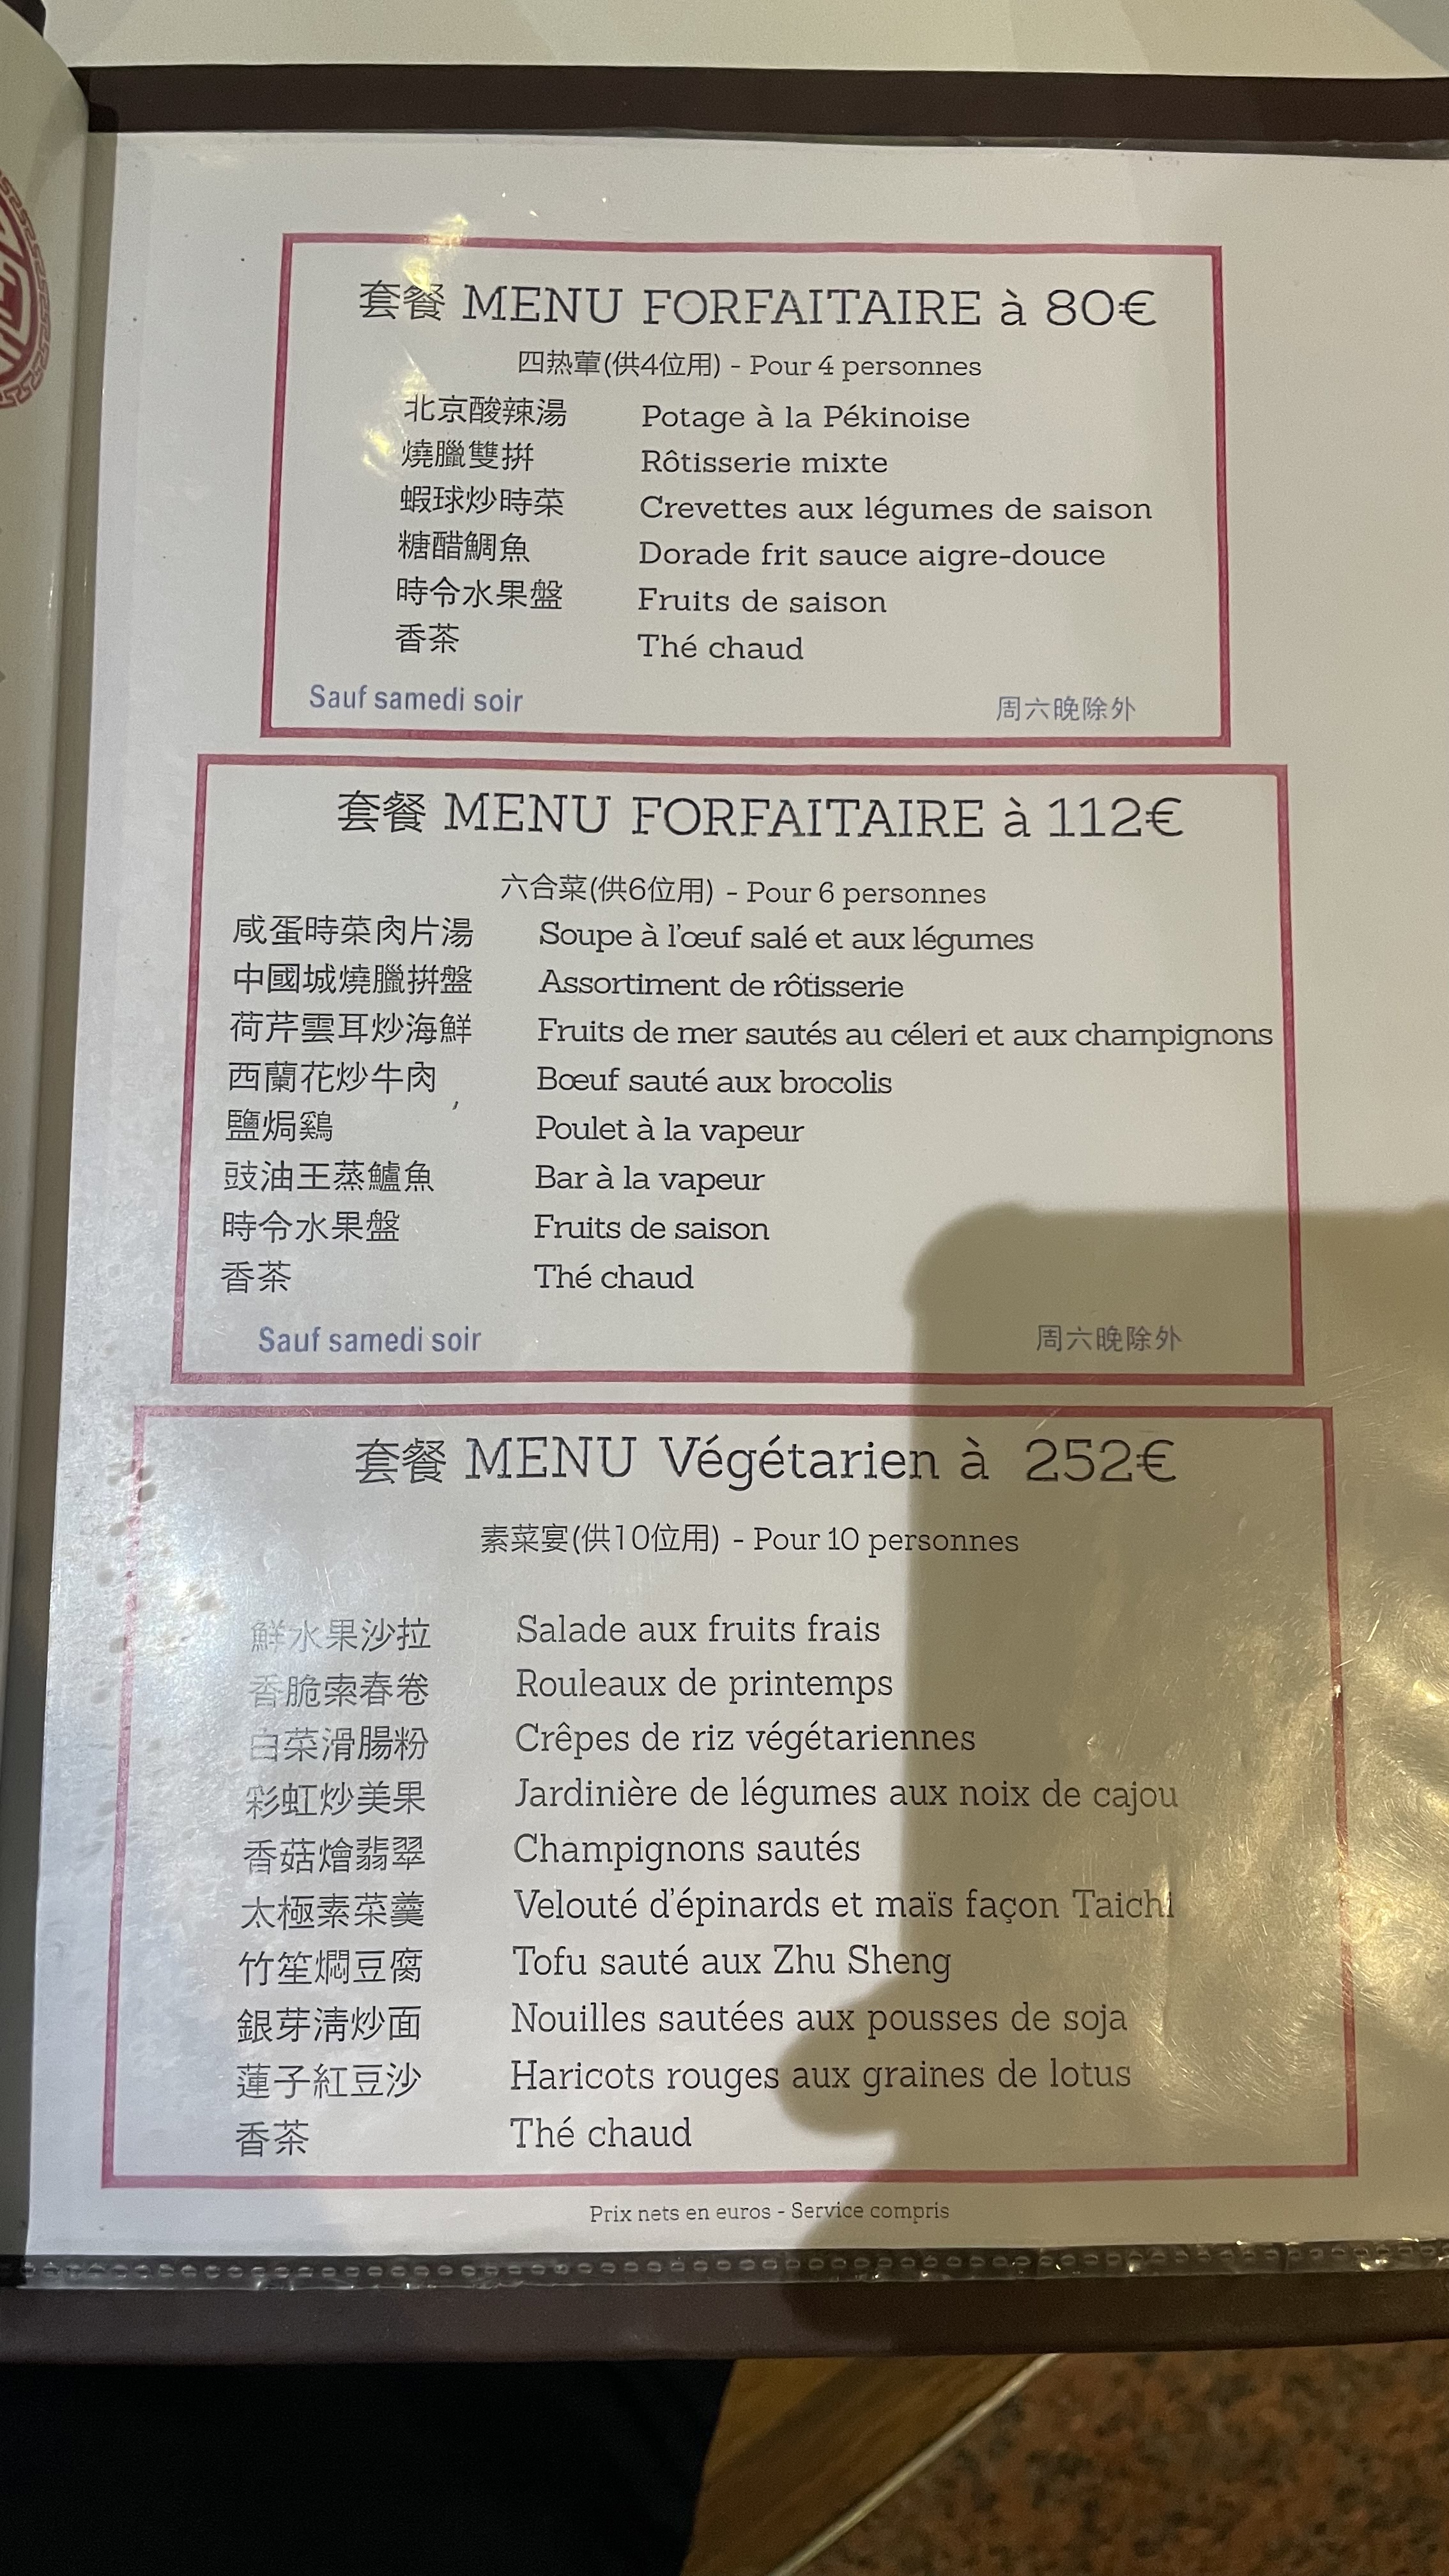 套餐 MENU FORFAITAIRE à 80€
四热葷(供4位用) - Pour 4 personnes
北京酸辣湯 Potage à la Pékinoise
燒臘雙拼 Rôtisserie mixte
蝦球炒時菜 Crevettes aux légumes de saison
糖醋鯛魚 Dorade frit sauce aigre-douce
時令水果盤 Fruits de saison
香茶 Thé chaud
Sauf samedi soir 周六晚除外
套餐 MENU FORFAITAIRE à 112€
六合菜(供6位用) - Pour 6 personnes
咸蛋時菜肉片湯 Soupe à l'œuf salé et aux légumes
中國城燒臘拼盤 Assortiment de rôtisserie
荷芹雲耳炒海鮮 Fruits de mer sautés au céleri et aux champignons
西蘭花炒牛肉 Bœuf sauté aux brocolis
鹽焗鷄 Poulet à la vapeur
豉油王蒸鱸魚 Bar à la vapeur
時令水果盤 Fruits de saison
香茶 Thé chaud
Sauf samedi soir 周六晚除外
套餐 MENU Végétarien à 252€
素菜宴(供10位用) - Pour 10 personnes
鮮水果沙拉 Salade aux fruits frais
香脆索春卷 Rouleaux de printemps
白菜滑腸粉 Crêpes de riz végétariennes
彩虹炒美果 Jardinière de légumes aux noix de cajou
香菇燴翡翠 Champignons sautés
太極素菜羹 Velouté d'épinards et maïs façon Taichi
竹笙燜豆腐 Tofu sauté aux Zhu Sheng
銀芽清炒面 Nouilles sautées aux pousses de soja
蓮子紅豆沙 Haricots rouges aux graines de lotus
香茶 Thé chaud
Prix nets en euros - Service compris